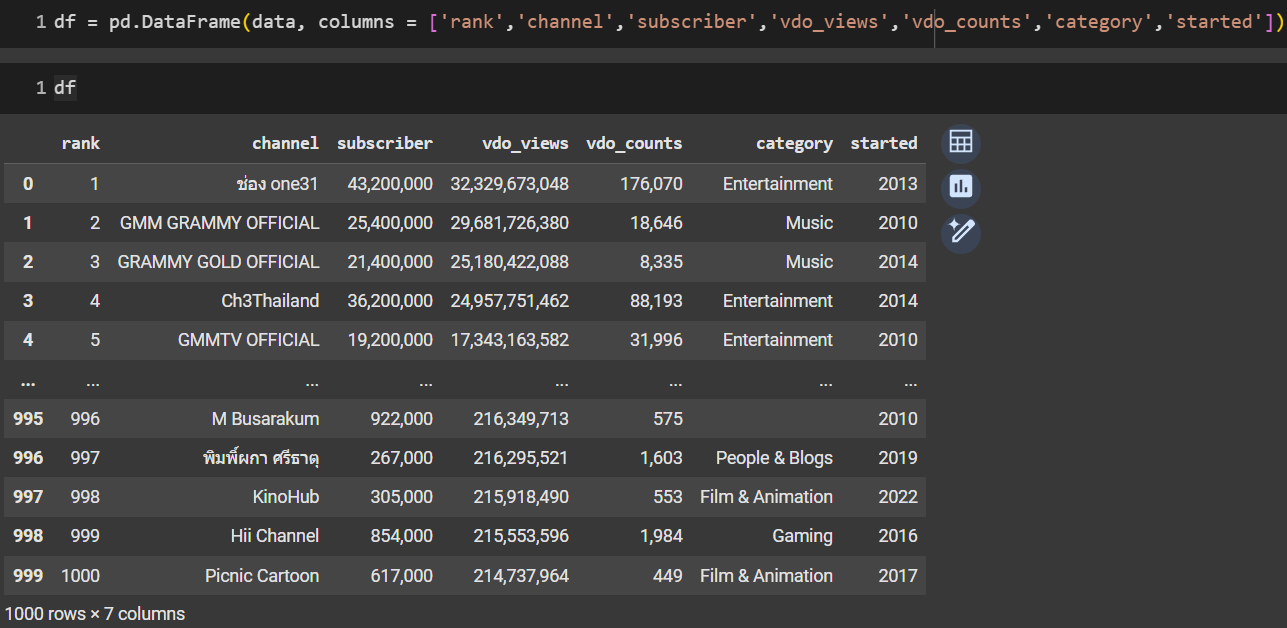 1 df = pd.DataFrame(data, columns = ['rank','channel','subscriber','vdo_views','vdo_counts','category','started'])
1 df
rank channel subscriber vdo_views vdo_counts category started
0 1 ช่อง one31 43,200,000 32,329,673,048 176,070 Entertainment 2013
1 2 GMM GRAMMY OFFICIAL 25,400,000 29,681,726,380 18,646 Music 2010
2 3 GRAMMY GOLD OFFICIAL 21,400,000 25,180,422,088 8,335 Music 2014
3 4 Ch3Thailand 36,200,000 24,957,751,462 88,193 Entertainment 2014
4 5 GMMTV OFFICIAL 19,200,000 17,343,163,582 31,996 Entertainment 2010
... ... ... ... ... ... ... ...
995 996 M Busarakum 922,000 216,349,713 575 2010
996 997 พิมพิ์ผกา ศรีธาตุ 267,000 216,295,521 1,603 People & Blogs 2019
997 998 KinoHub 305,000 215,918,490 553 Film & Animation 2022
998 999 Hii Channel 854,000 215,553,596 1,984 Gaming 2016
999 1000 Picnic Cartoon 617,000 214,737,964 449 Film & Animation 2017
1000 rows × 7 columns